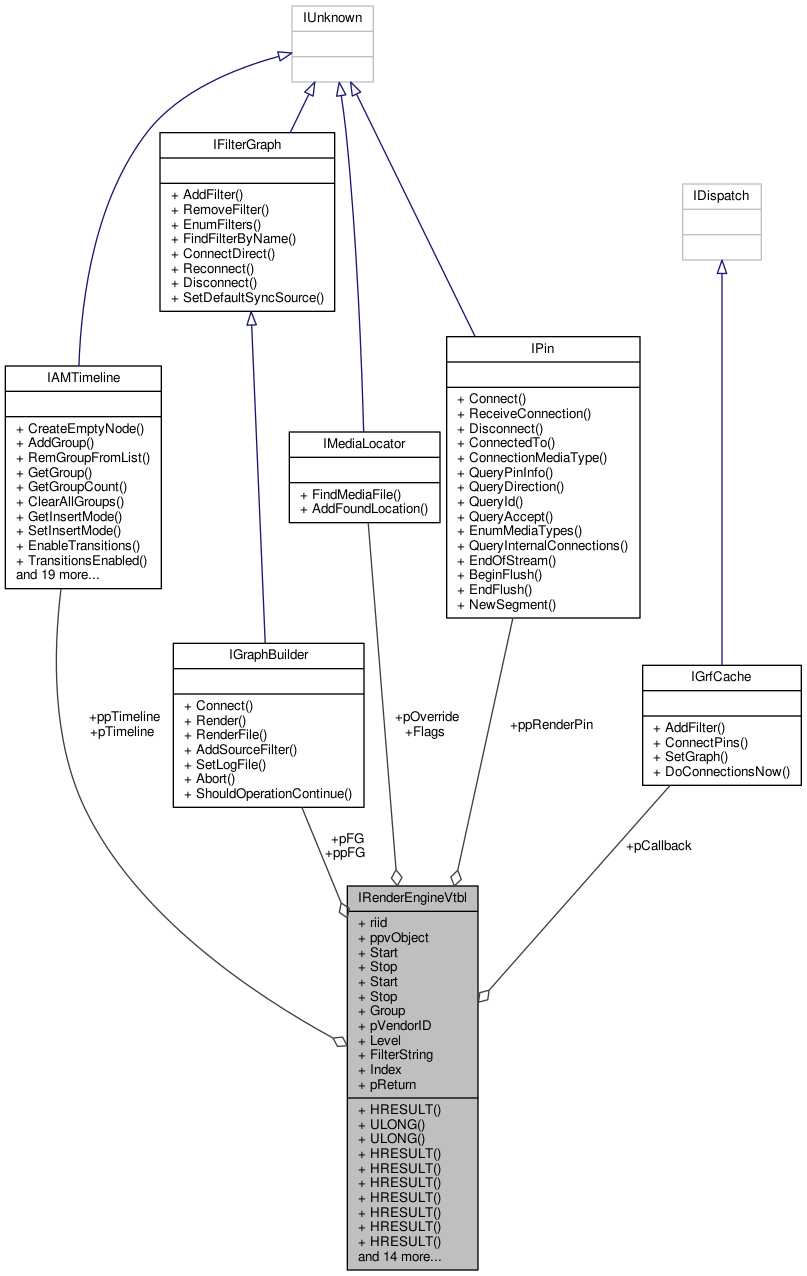 IUnknown
IFilterGraph
+ AddFilter()
+ RemoveFilter()
+ EnumFilters()
+ FindFilterByName()
+ ConnectDirect()
+ Reconnect()
+ Disconnect()
+ SetDefaultSyncSource()
IDispatch
IPin
+ Connect()
+ ReceiveConnection()
+ Disconnect()
+ ConnectedTo()
+ ConnectionMediaType()
+ QueryPinInfo()
+ QueryDirection()
+ QueryId()
+ QueryAccept()
+ EnumMediaTypes()
+ QueryInternalConnections()
+ EndOfStream()
+ BeginFlush()
+ EndFlush()
+ NewSegment()
IAMTimeline
+ CreateEmptyNode()
+ AddGroup()
+ RemGroupFromList()
+ GetGroup()
+ GetGroupCount()
+ ClearAllGroups()
+ GetInsertMode()
+ SetInsertMode()
+ EnableTransitions()
+ TransitionsEnabled()
and 19 more...
IMediaLocator
+ FindMediaFile()
+ AddFoundLocation()
IGraphBuilder
+ Connect()
+ Render()
+ RenderFile()
+ AddSourceFilter()
+ SetLogFile()
+ Abort()
+ ShouldOperationContinue()
IGrfCache
+ AddFilter()
+ ConnectPins()
+ SetGraph()
+ DoConnectionsNow()
+ppTimeline
+pTimeline
+pOverride
+Flags
+ppRenderPin
+pFG
+ppFG
+pCallback
IRenderEngineVtbl
+ riid
+ ppvObject
+ Start
+ Stop
+ Start
+ Stop
+ Group
+ pVendorID
+ Level
+ FilterString
+ Index
+ pReturn
+ HRESULT()
+ ULONG()
+ ULONG()
+ HRESULT()
+ HRESULT()
+ HRESULT()
+ HRESULT()
+ HRESULT()
+ HRESULT()
+ HRESULT()
and 14 more...